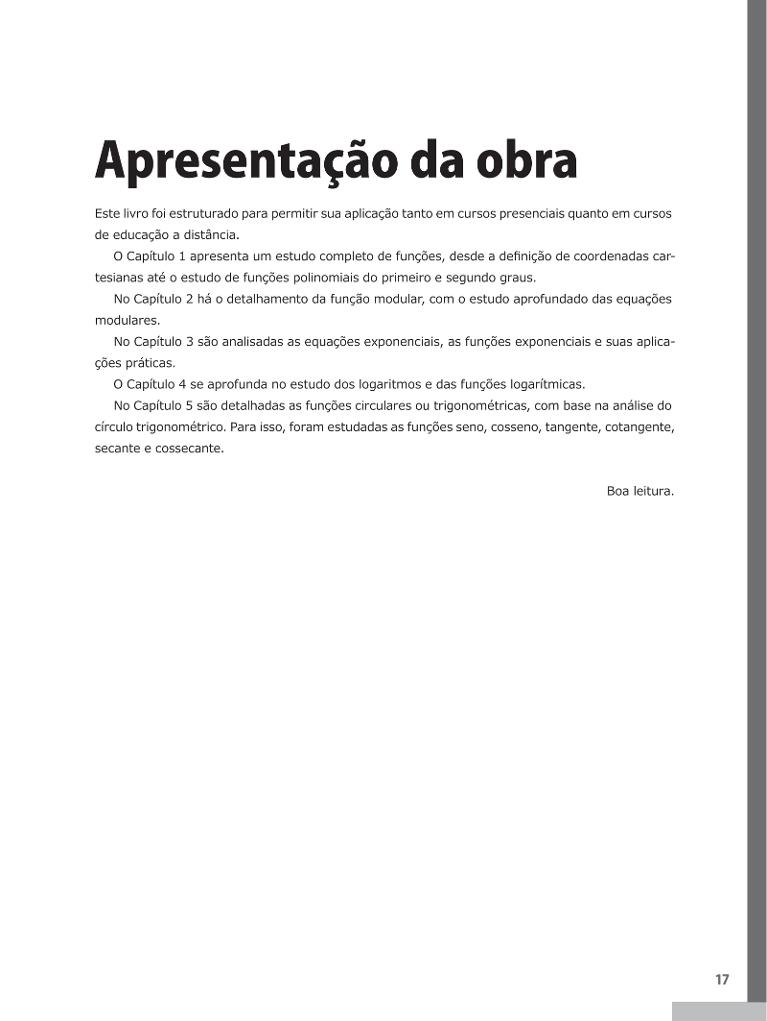 Apresentação da obra
Este livro foi estruturado para permitir sua aplicação tanto em cursos presenciais quanto em cursos
de educação a distância.
O Capítulo 1 apresenta um estudo completo de funções, desde a definição de coordenadas car-
tesianas até o estudo de funções polinomiais do primeiro e segundo graus.
No Capítulo 2 há o detalhamento da função modular, com o estudo aprofundado das equações
modulares.
No Capítulo 3 são analisadas as equações exponenciais, as funções exponenciais e suas aplica-
ções práticas.
O Capítulo 4 se aprofunda no estudo dos logaritmos e das funções logarítmicas.
No Capítulo 5 são detalhadas as funções circulares ou trigonométricas, com base na análise do
círculo trigonométrico. Para isso, foram estudadas as funções seno, cosseno, tangente, cotangente,
secante e cossecante.
Boa leitura.
17